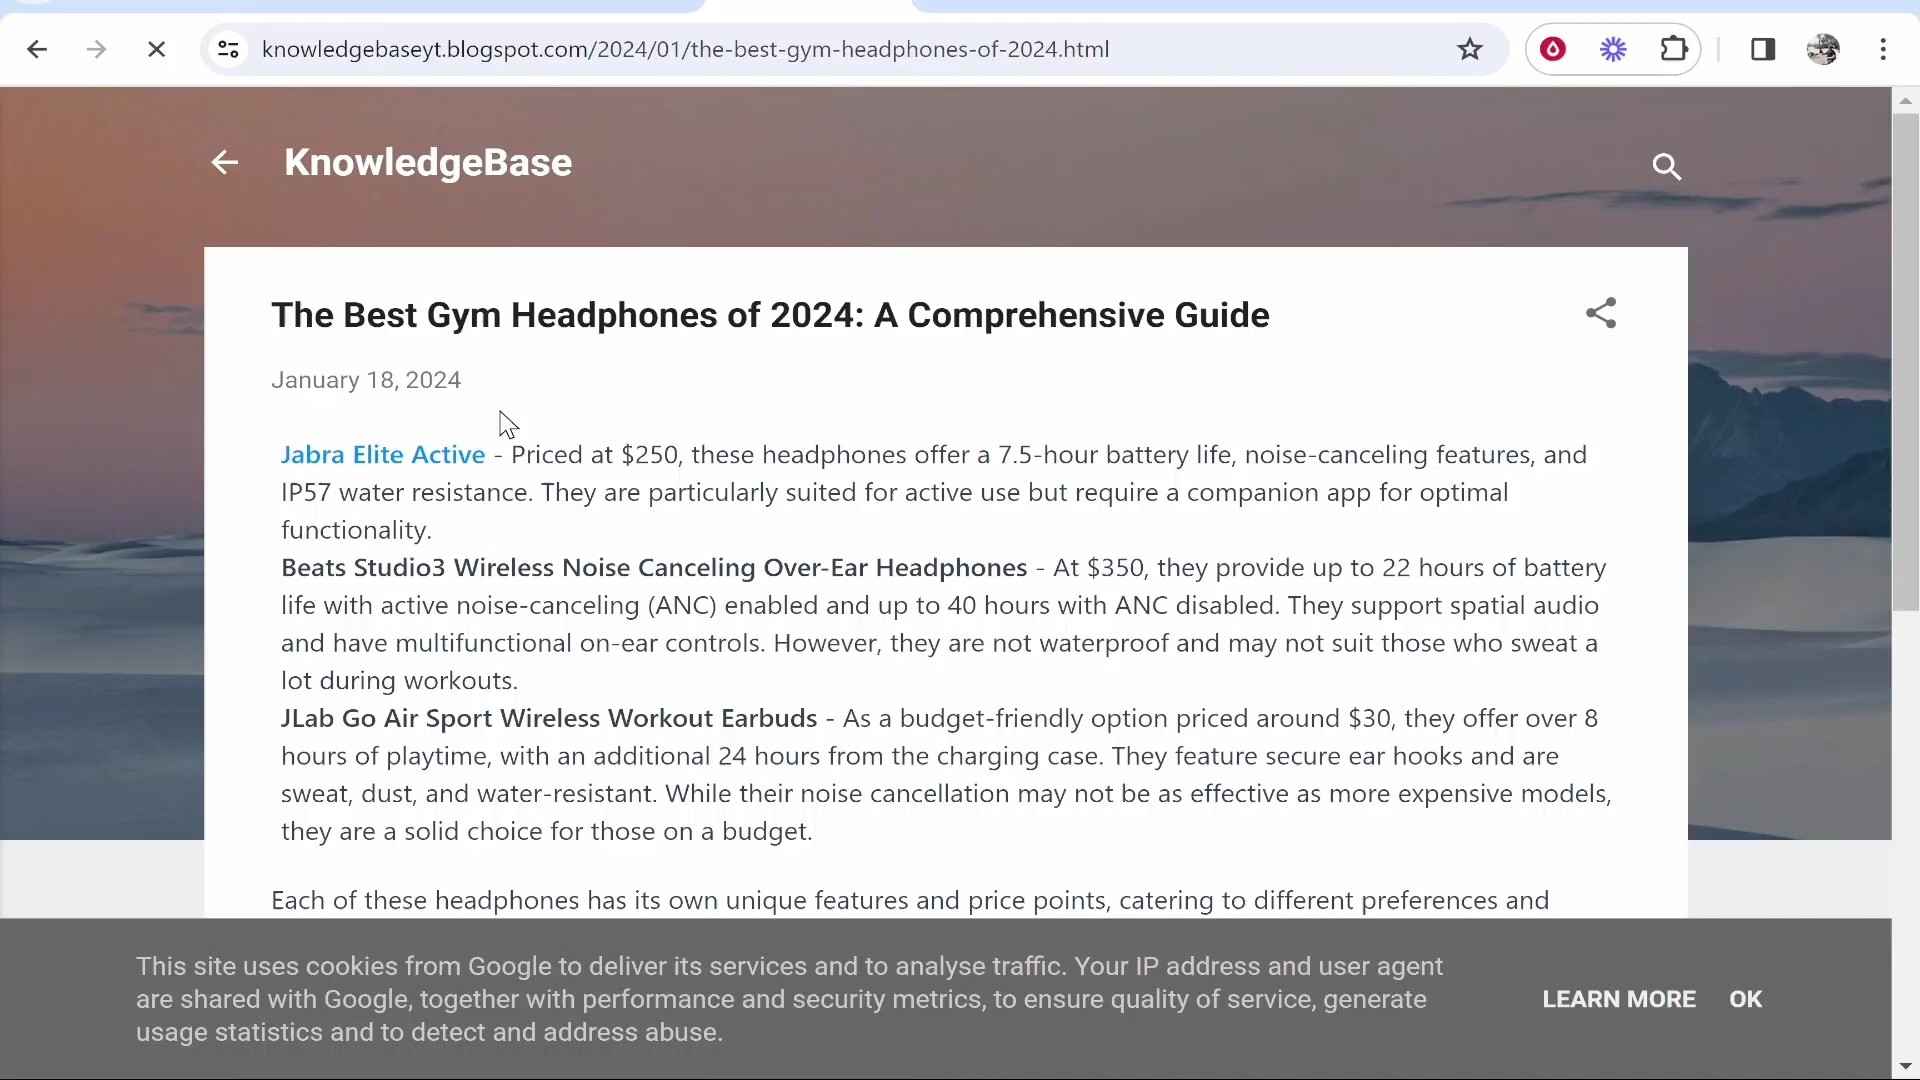 knowledgebaseyt.blogspot.com/2024/01/the-best-gym-headphones-of-2024.html
KnowledgeBase
The Best Gym Headphones of 2024: A Comprehensive Guide
January 18, 2024
Jabra Elite Active - Priced at $250, these headphones offer a 7.5-hour battery life, noise-canceling features, and
IP57 water resistance. They are particularly suited for active use but require a companion app for optimal
functionality.
Beats Studio3 Wireless Noise Canceling Over-Ear Headphones - At $350, they provide up to 22 hours of battery
life with active noise-canceling (ANC) enabled and up to 40 hours with ANC disabled. They support spatial audio
and have multifunctional on-ear controls. However, they are not waterproof and may not suit those who sweat a
lot during workouts.
JLab Go Air Sport Wireless Workout Earbuds - As a budget-friendly option priced around $30, they offer over 8
hours of playtime, with an additional 24 hours from the charging case. They feature secure ear hooks and are
sweat, dust, and water-resistant. While their noise cancellation may not be as effective as more expensive models,
they are a solid choice for those on a budget.
Each of these headphones has its own unique features and price points, catering to different preferences and
This site uses cookies from Google to deliver its services and to analyse traffic. Your IP address and user agent
are shared with Google, together with performance and security metrics, to ensure quality of service, generate
usage statistics and to detect and address abuse.
LEARN MORE OK